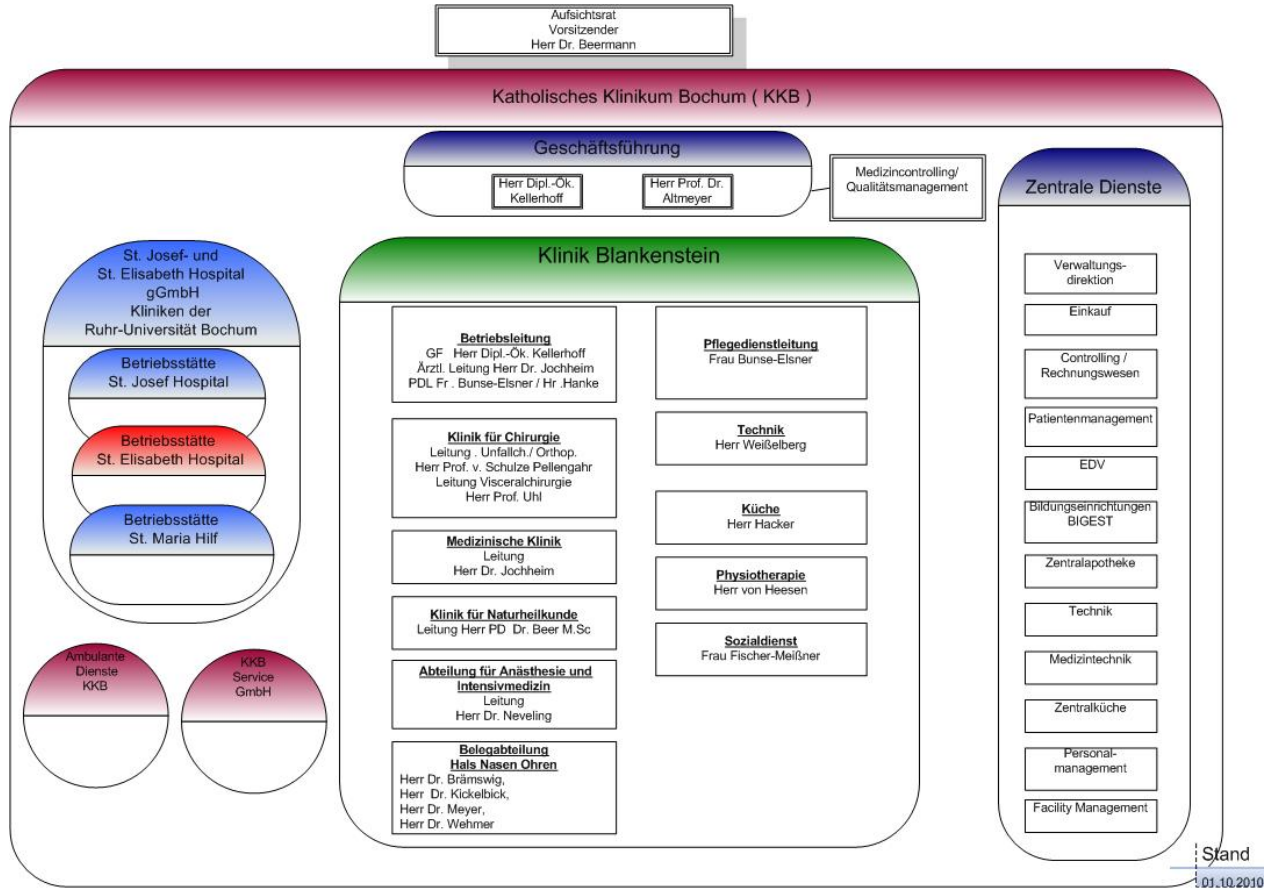 Aufsichtsrat
Vorsitzender
Herr Dr. Beermann
Katholisches Klinikum Bochum ( KKB )
Geschäftsführung
Herr Dipl.-Ök.
Kellerhoff
Herr Prof. Dr.
Altmeyer
Medizincontrolling/
Qualitätsmanagement
St. Josef- und
St. Elisabeth Hospital
gGmbH
Kliniken der
Ruhr-Universität Bochum
Betriebsstätte
St. Josef Hospital
Betriebsstätte
St. Elisabeth Hospital
Betriebsstätte
St. Maria Hilf
Ambulante
Dienste
KKB
KKB
Service
GmbH
Klinik Blankenstein
Betriebsleitung
GF Herr Dipl.-Ök. Kellerhoff
Ärztl. Leitung Herr Dr. Jochheim
PDL Fr . Bunse-Elsner / Hr .Hanke
Klinik für Chirurgie
Leitung . Unfallch./ Orthop.
Herr Prof. v. Schulze Pellengahr
Leitung Visceralchirurgie
Herr Prof. Uhl
Medizinische Klinik
Leitung
Herr Dr. Jochheim
Klinik für Naturheilkunde
Leitung Herr PD Dr. Beer M.Sc
Abteilung für Anästhesie und
Intensivmedizin
Leitung
Herr Dr. Neveling
Belegabteilung
Hals Nasen Ohren
Herr Dr. Brämswig,
Herr Dr. Kickelbick,
Herr Dr. Meyer,
Herr Dr. Wehmer
Pflegedienstleitung
Frau Bunse-Elsner
Technik
Herr Weißelberg
Küche
Herr Hacker
Physiotherapie
Herr von Heesen
Sozialdienst
Frau Fischer-Meißner
Zentrale Dienste
Verwaltungs-
direktion
Einkauf
Controlling /
Rechnungswesen
Patientenmanagement
EDV
Bildungseinrichtungen
BIGEST
Zentralapotheke
Technik
Medizintechnik
Zentralküche
Personal-
management
Facility Management
Stand
01.10.2010